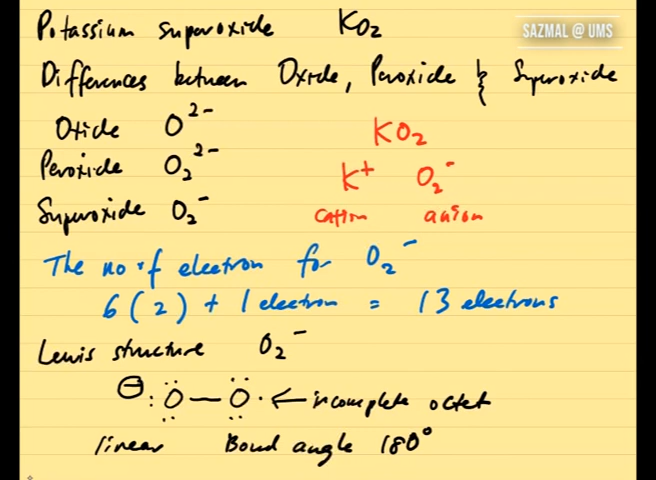 Potassium superoxide KO₂
SAZMAL @ UMS
Differences between Oxide, Peroxide & Superoxide
Oxide O²⁻
KO₂
Peroxide O₂²⁻
K⁺ O₂⁻
Superoxide O₂⁻
cation anion
The no of electron for O₂⁻
6(2) + 1 electron = 13 electrons
Lewis structure O₂⁻
⊖ :Ö — Ö· ← incomplete octet
linear Bond angle 180°